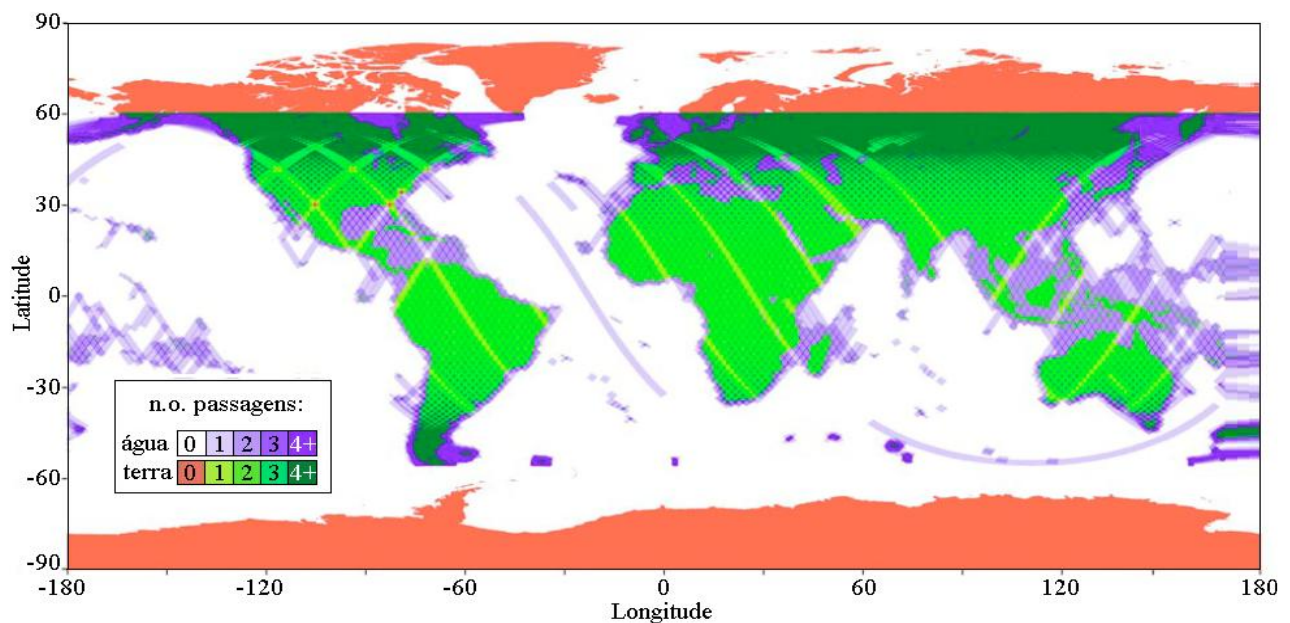 90
60
30
0
-30
-60
-90
Latitude
n.o. passagens:
água 0 1 2 3 4+
terra 0 1 2 3 4+
-180 -120 -60 0 60 120 180
Longitude